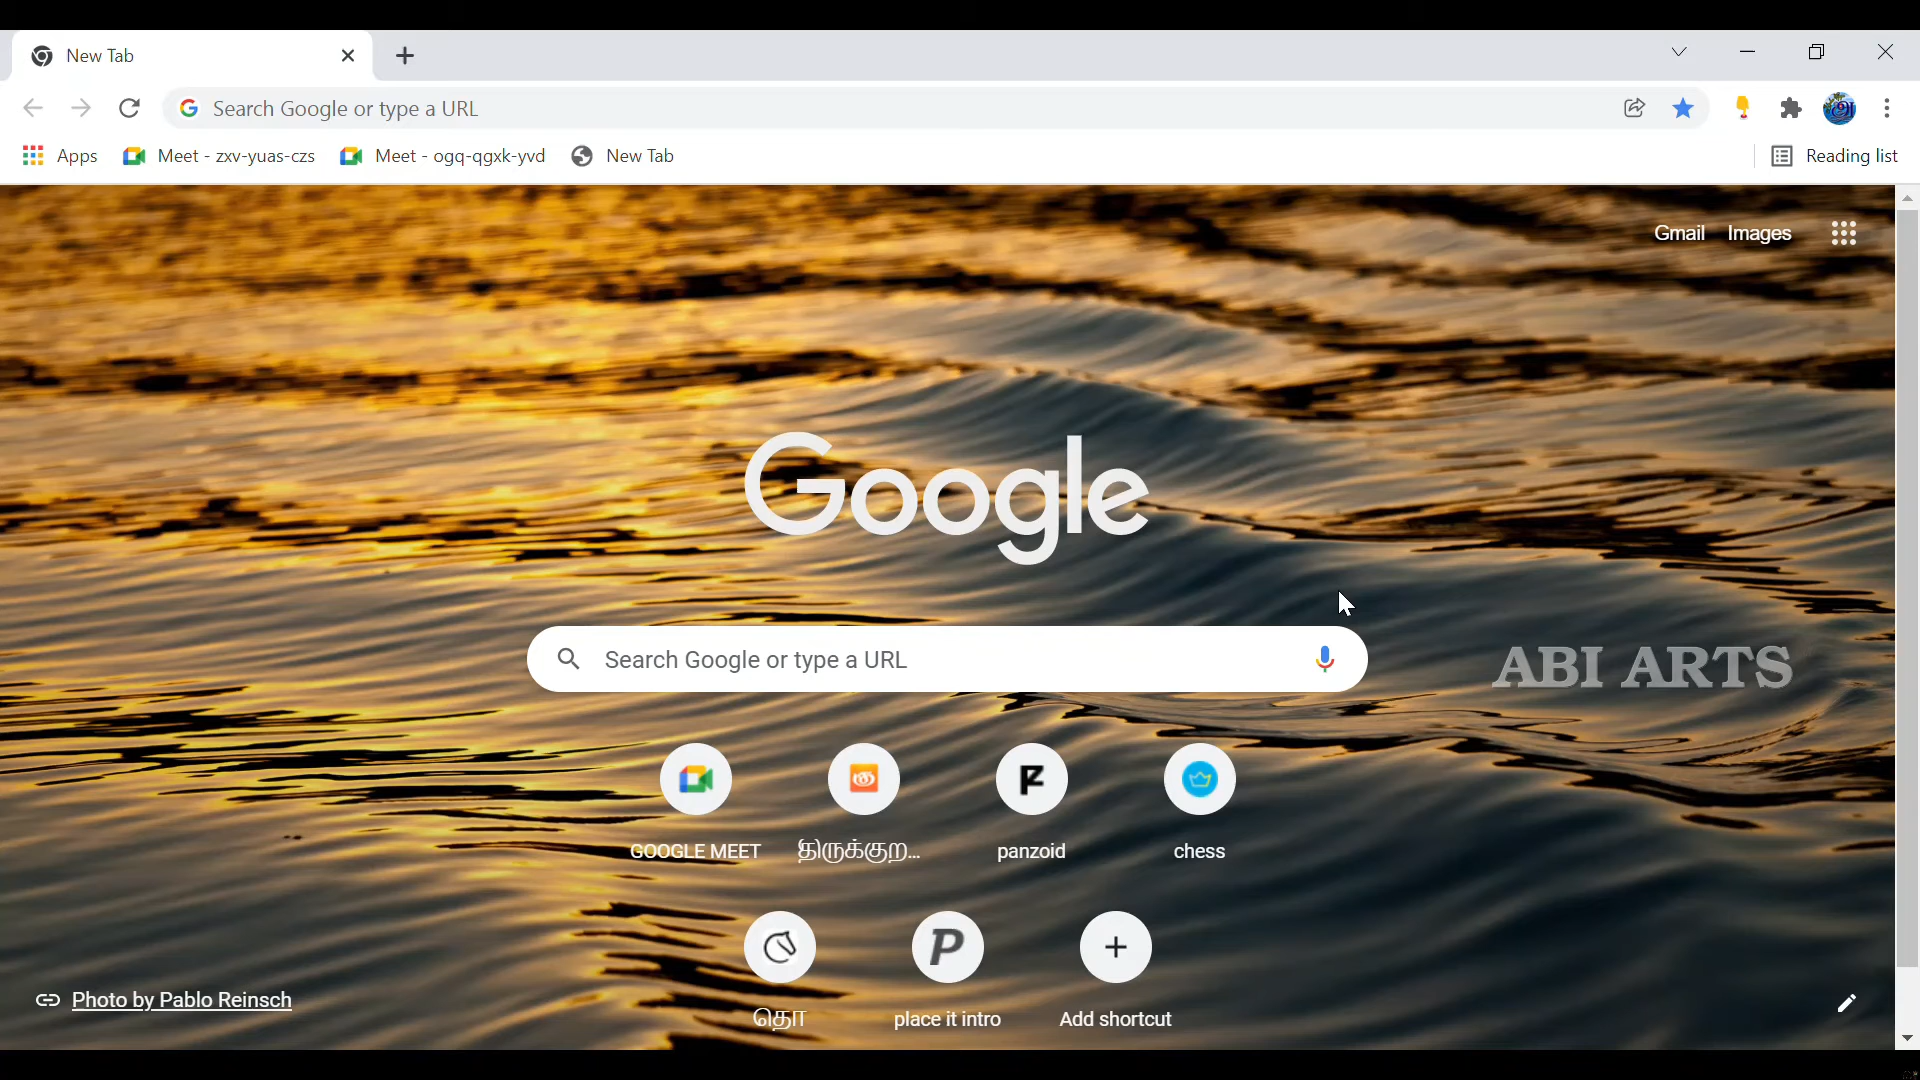 New Tab
Search Google or type a URL
Apps Meet - zxv-yuas-czs Meet - ogq-qgxk-yvd New Tab Reading list
Gmail Images
Google
Search Google or type a URL
ABI ARTS
GOOGLE MEET திருக்குற... panzoid chess
தொ place it intro Add shortcut
Photo by Pablo Reinsch